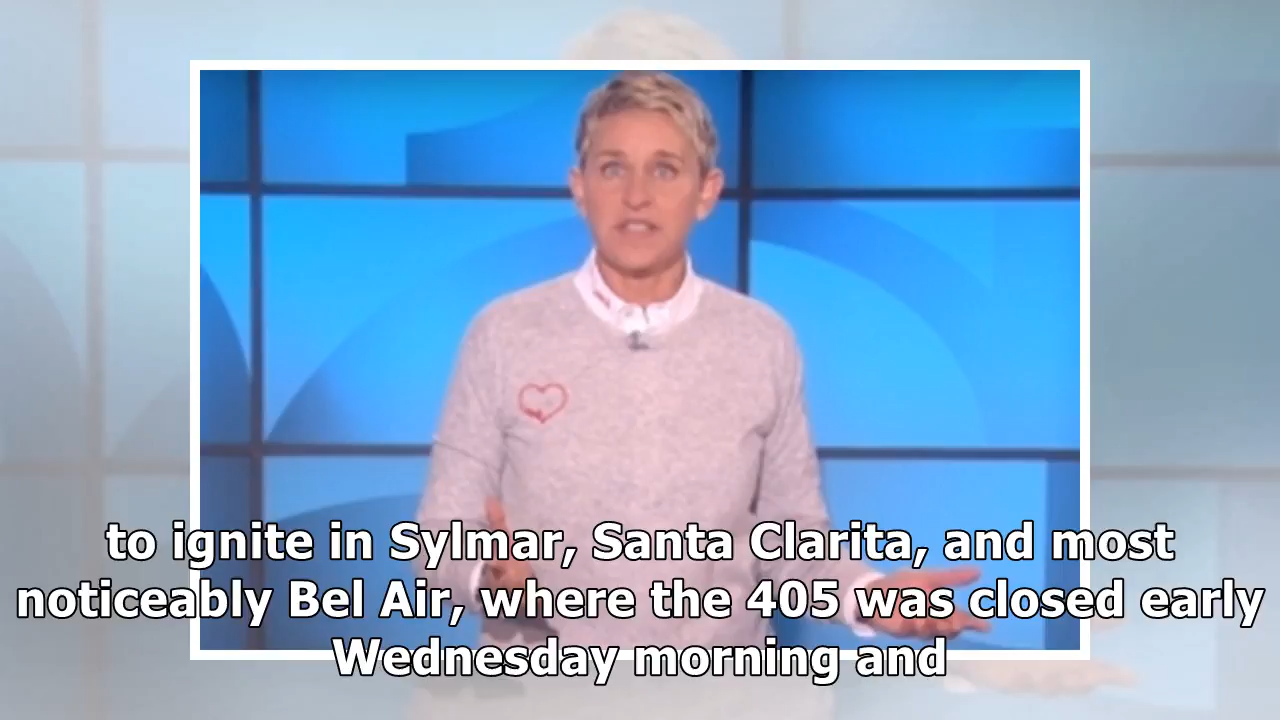 to ignite in Sylmar, Santa Clarita, and most
noticeably Bel Air, where the 405 was closed early
Wednesday morning and